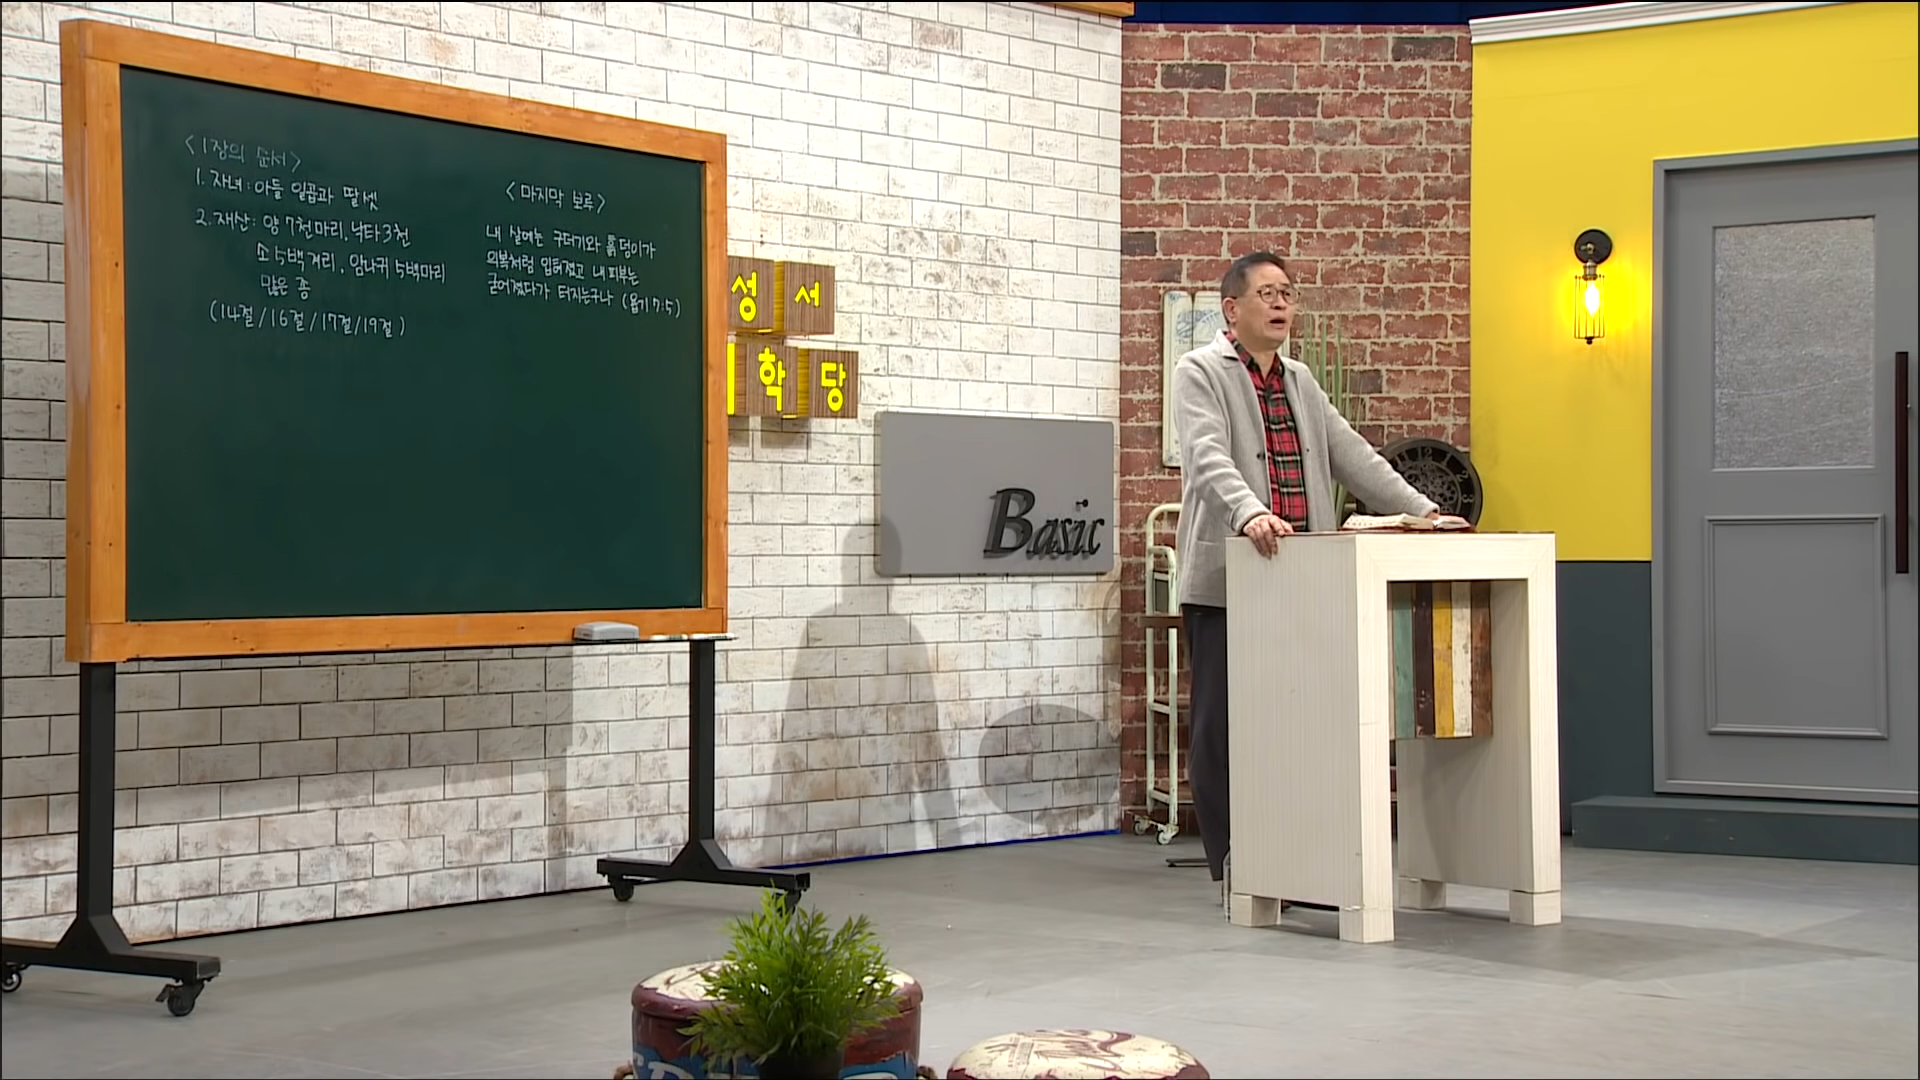 <1장의 순서>
1. 자녀: 아들 일곱과 딸 셋
2. 재산: 양 7천마리, 낙타 3천
소 5백 겨리, 암나귀 5백마리
많은 종
(14절/16절/17절/19절)
<마지막 보루>
내 살에는 구더기와 흙덩이가
의복처럼 입혀졌고 내 피부는
굳어졌다가 터지는구나 (욥기 7:5)
성서
학당
Basic